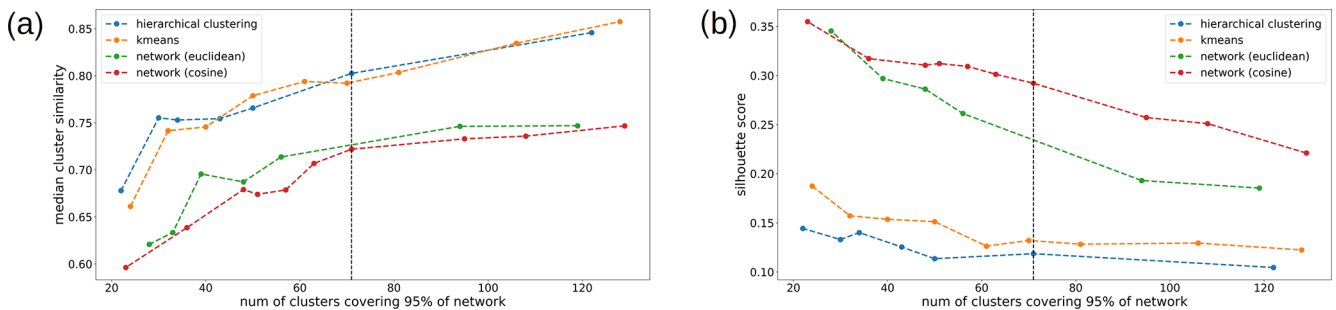 (a)
hierarchical clustering
kmeans
network (euclidean)
network (cosine)
median cluster similarity
0.85
0.80
0.75
0.70
0.65
0.60
20 40 60 80 100 120
num of clusters covering 95% of network
(b)
hierarchical clustering
kmeans
network (euclidean)
network (cosine)
silhouette score
0.35
0.30
0.25
0.20
0.15
0.10
20 40 60 80 100 120
num of clusters covering 95% of network